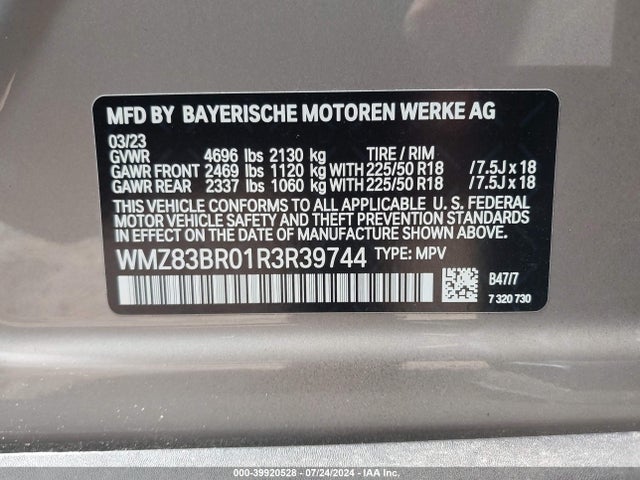 MFD BY BAYERISCHE MOTOREN WERKE AG
03/23
GVWR 4696 lbs 2130 kg TIRE / RIM
GAWR FRONT 2469 lbs 1120 kg WITH 225/50 R18 /7.5J x 18
GAWR REAR 2337 lbs 1060 kg WITH 225/50 R18 /7.5J x 18
THIS VEHICLE CONFORMS TO ALL APPLICABLE U. S. FEDERAL
MOTOR VEHICLE SAFETY AND THEFT PREVENTION STANDARDS
IN EFFECT ON THE DATE OF MANUFACTURE SHOWN ABOVE.
WMZ83BR01R3R39744 TYPE: MPV
B47/7
7 320 730
000-39920528 - 07/24/2024 - IAA Inc.